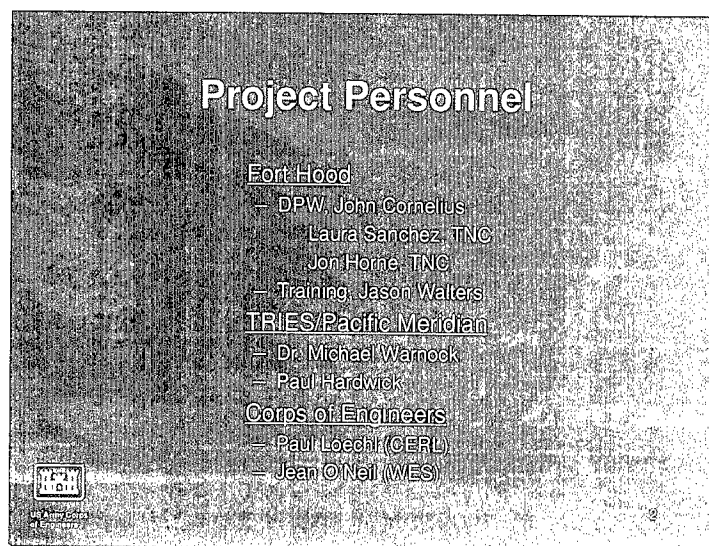 Project Personnel
Fort Hood
– DPW, John Cornelius
Laura Sanchez, TNC
Jon Horne, TNC
– Training, Jason Walters
TRIES/Pacific Meridian
– Dr. Michael Warnock
– Paul Hardwick
Corps of Engineers
– Paul Loechl (CERL)
– Jean O'Neil (WES)
US Army Corps
of Engineers
2